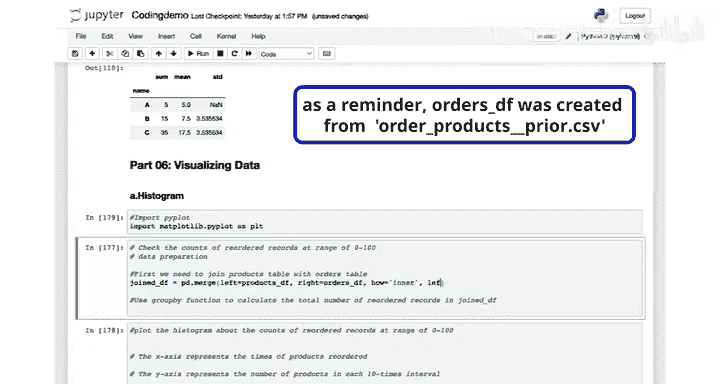 jupyter Codingdemo Last Checkpoint: Yesterday at 1:57 PM (unsaved changes)
Logout
File Edit View Insert Cell Kernel Help
Run Code
Out[119]:
sum mean std
name
A 5 5.0 NaN
B 15 7.5 3.535534
C 35 17.5 3.535534
as a reminder, orders_df was created
from 'order_products__prior.csv'
Part 06: Visualizing Data
a.Histogram
In [179]: #Import pyplot
import matplotlib.pyplot as plt
In [177]: # Check the counts of reordered records at range of 0-100
# data preparation
#First we need to join products table with orders table
joined_df = pd.merge(left=products_df, right=orders_df, how='inner', lef)
#Use groupby function to calculate the total number of reordered records in joined_df
In [178]: #plot the histogram about the counts of reordered records at range of 0-100
# The x-axis represents the times of products reordered
# The y-axis represents the number of products in each 10-times interval